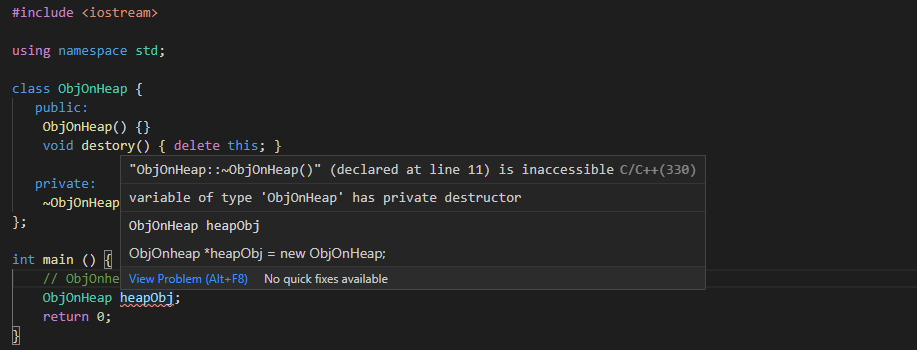 #include <iostream>
using namespace std;
class ObjOnHeap {
public:
ObjOnHeap() {}
void destory() { delete this; }
"ObjOnHeap::~ObjOnHeap()" (declared at line 11) is inaccessible C/C++(330)
private:
variable of type 'ObjOnHeap' has private destructor
~ObjOnHeap
ObjOnHeap heapObj
};
ObjOnheap *heapObj = new ObjOnHeap;
int main () {
// ObjOnhe
View Problem (Alt+F8) No quick fixes available
ObjOnHeap heapObj;
return 0;
}